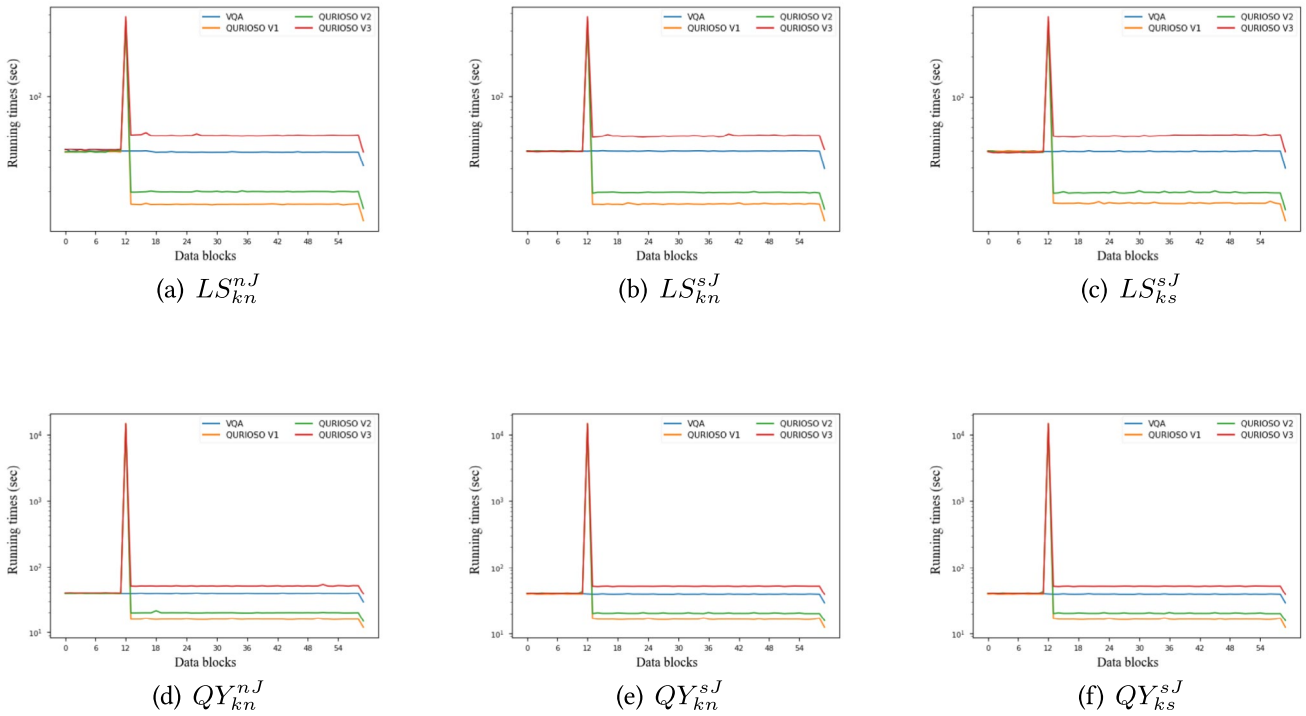 VQA QURIOSO V2
QURIOSO V1 QURIOSO V3
Running times (sec)
10²
0 6 12 18 24 30 36 42 48 54
Data blocks
(a) LS_{kn}^{nJ}
VQA QURIOSO V2
QURIOSO V1 QURIOSO V3
Running times (sec)
10²
0 6 12 18 24 30 36 42 48 54
Data blocks
(b) LS_{kn}^{sJ}
VQA QURIOSO V2
QURIOSO V1 QURIOSO V3
Running times (sec)
10²
0 6 12 18 24 30 36 42 48 54
Data blocks
(c) LS_{ks}^{sJ}
VQA QURIOSO V2
QURIOSO V1 QURIOSO V3
Running times (sec)
10⁴
10³
10²
10¹
0 6 12 18 24 30 36 42 48 54
Data blocks
(d) QY_{kn}^{nJ}
VQA QURIOSO V2
QURIOSO V1 QURIOSO V3
Running times (sec)
10⁴
10³
10²
10¹
0 6 12 18 24 30 36 42 48 54
Data blocks
(e) QY_{kn}^{sJ}
VQA QURIOSO V2
QURIOSO V1 QURIOSO V3
Running times (sec)
10⁴
10³
10²
10¹
0 6 12 18 24 30 36 42 48 54
Data blocks
(f) QY_{ks}^{sJ}